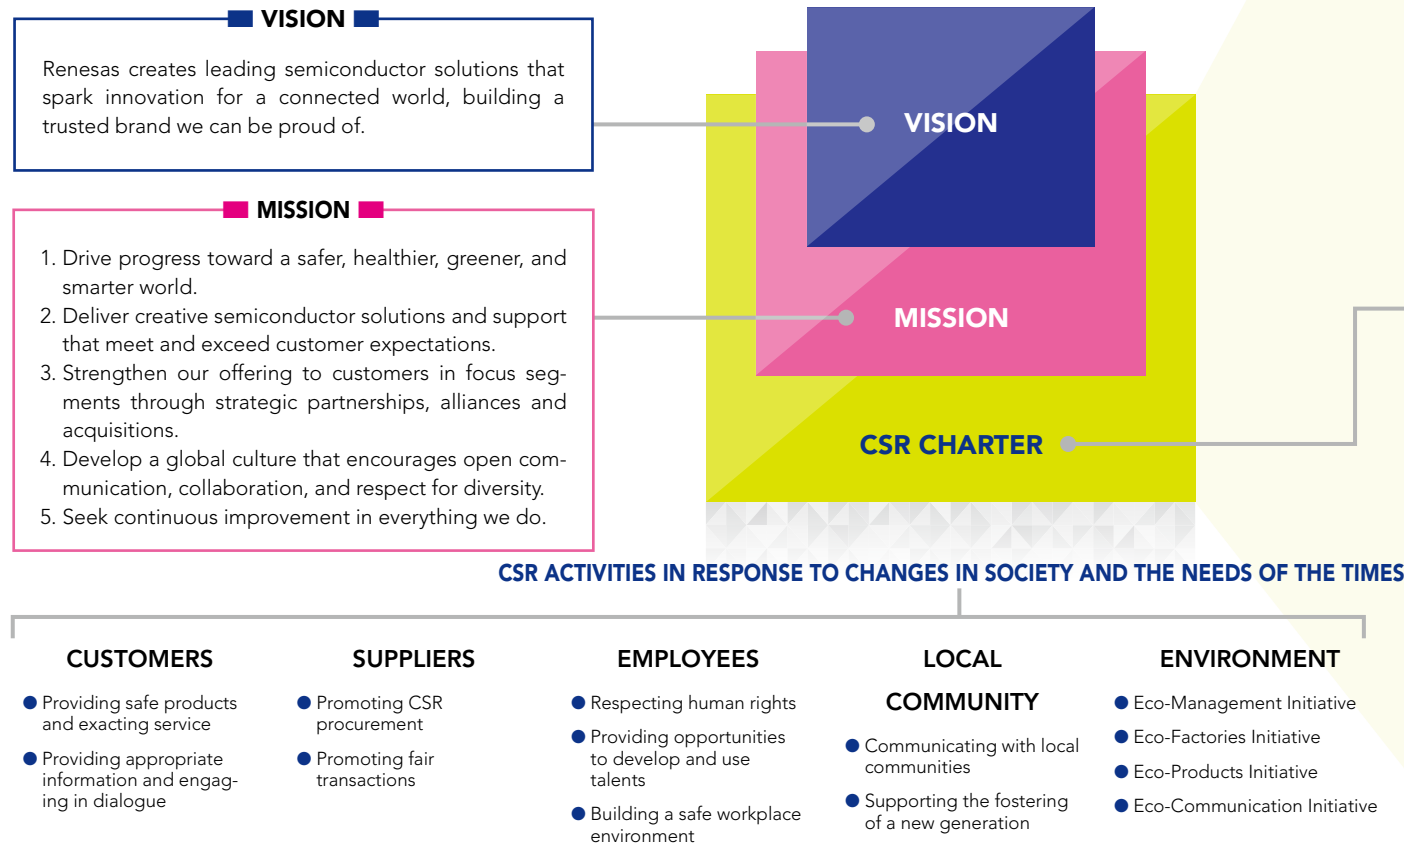 VISION
Renesas creates leading semiconductor solutions that
spark innovation for a connected world, building a
trusted brand we can be proud of.
MISSION
1. Drive progress toward a safer, healthier, greener, and
smarter world.
2. Deliver creative semiconductor solutions and support
that meet and exceed customer expectations.
3. Strengthen our offering to customers in focus seg-
ments through strategic partnerships, alliances and
acquisitions.
4. Develop a global culture that encourages open com-
munication, collaboration, and respect for diversity.
5. Seek continuous improvement in everything we do.
VISION
MISSION
CSR CHARTER
CSR ACTIVITIES IN RESPONSE TO CHANGES IN SOCIETY AND THE NEEDS OF THE TIMES
CUSTOMERS
● Providing safe products
and exacting service
● Providing appropriate
information and engag-
ing in dialogue
SUPPLIERS
● Promoting CSR
procurement
● Promoting fair
transactions
EMPLOYEES
● Respecting human rights
● Providing opportunities
to develop and use
talents
● Building a safe workplace
environment
LOCAL
COMMUNITY
● Communicating with local
communities
● Supporting the fostering
of a new generation
ENVIRONMENT
● Eco-Management Initiative
● Eco-Factories Initiative
● Eco-Products Initiative
● Eco-Communication Initiative